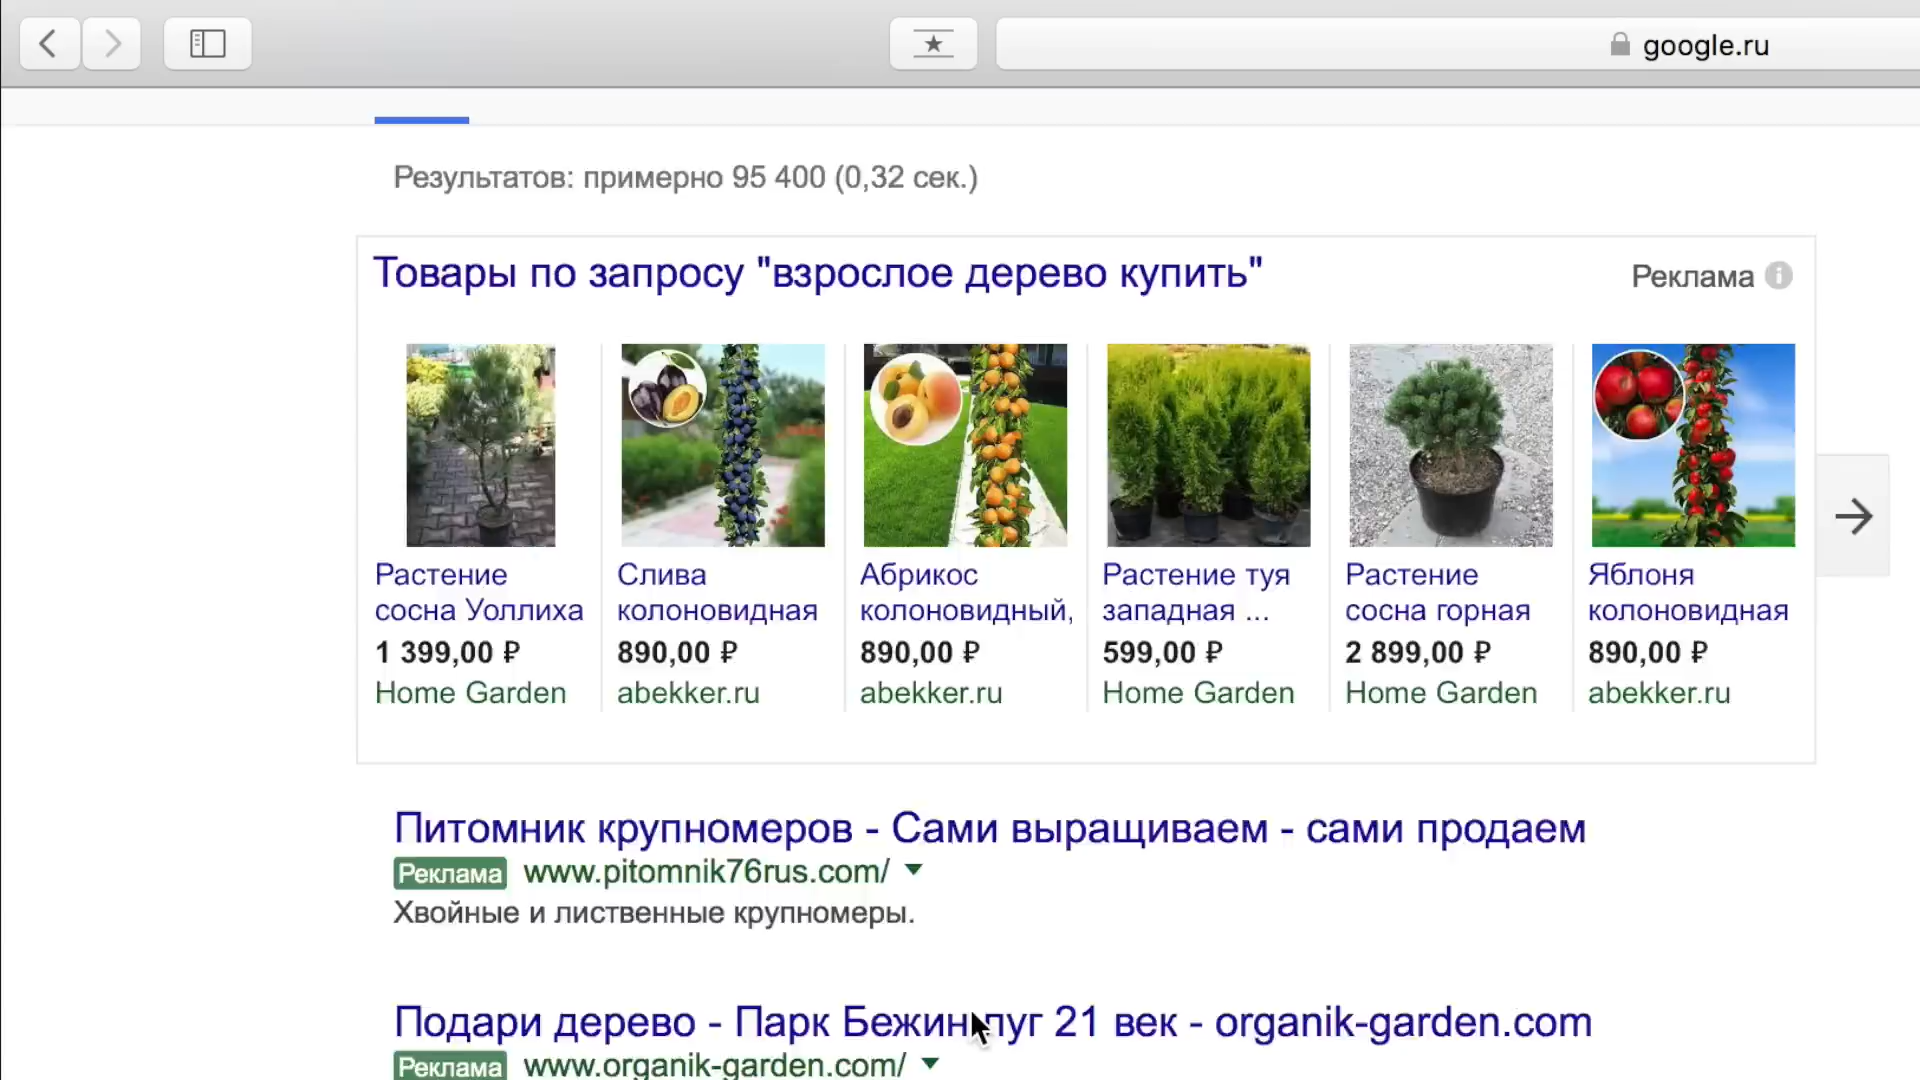 google.ru
Результатов: примерно 95 400 (0,32 сек.)
Товары по запросу "взрослое дерево купить"
Реклама
Растение
сосна Уоллиха
1 399,00 ₽
Home Garden
Слива
колоновидная
890,00 ₽
abekker.ru
Абрикос
колоновидный,
890,00 ₽
abekker.ru
Растение туя
западная ...
599,00 ₽
Home Garden
Растение
сосна горная
2 899,00 ₽
Home Garden
Яблоня
колоновидная
890,00 ₽
abekker.ru
Питомник крупномеров - Сами выращиваем - сами продаем
Реклама www.pitomnik76rus.com/
Хвойные и лиственные крупномеры.
Подари дерево - Парк Бежин луг 21 век - organik-garden.com
Реклама www.organik-garden.com/